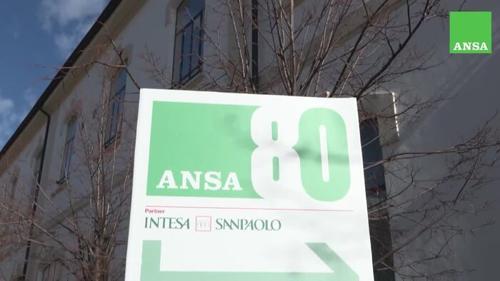 ANSA
ANSA 80
Partner
INTESA SANPAOLO